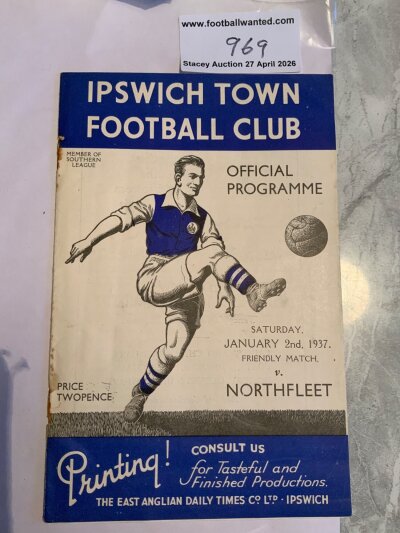 www.footballwanted.com
969
Stacey Auction 27 April 2026
IPSWICH TOWN
FOOTBALL CLUB
MEMBER OF
SOUTHERN
LEAGUE
OFFICIAL
PROGRAMME
SATURDAY,
JANUARY 2nd, 1937.
FRIENDLY MATCH.
v.
NORTHFLEET
PRICE
TWOPENCE
Printing!
CONSULT US
for Tasteful and
Finished Productions.
THE EAST ANGLIAN DAILY TIMES CO LTD · IPSWICH